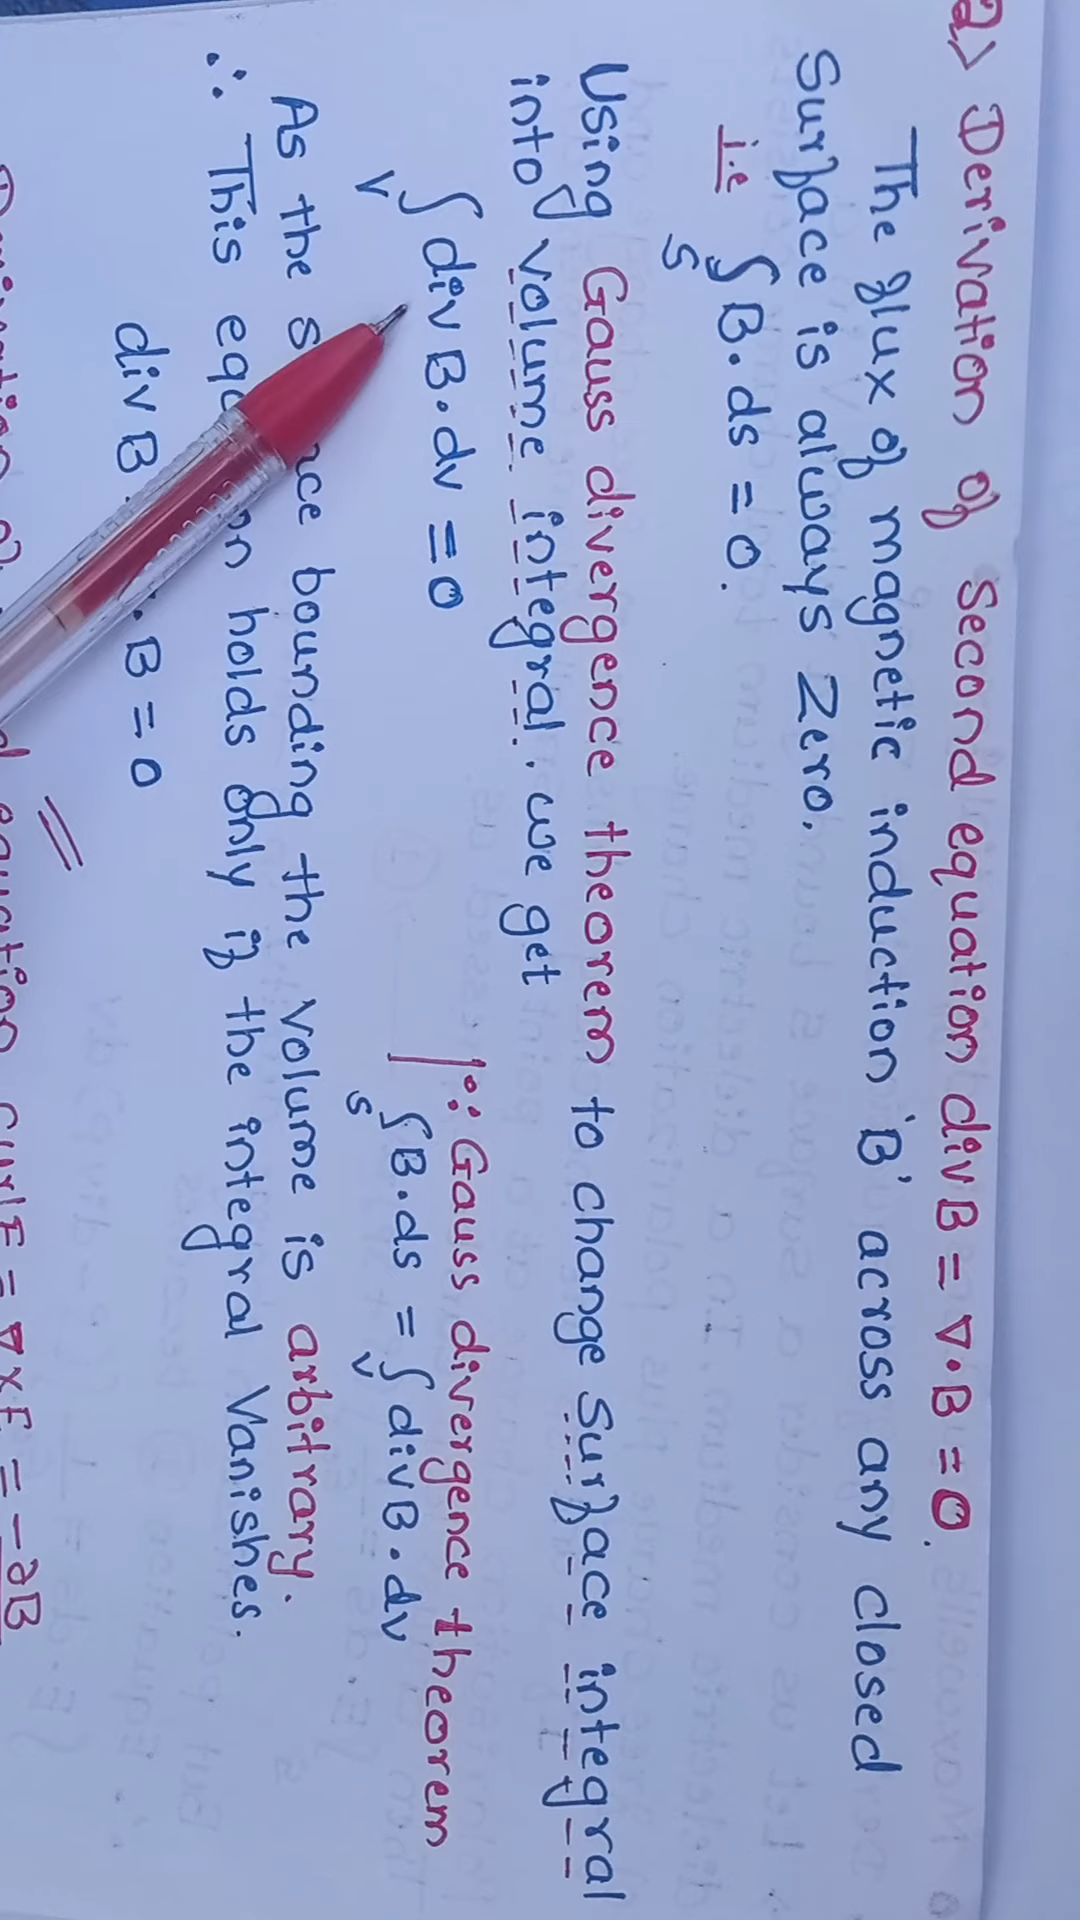 2> Derivation of second equation div B = ∇. B = 0.
The flux of magnetic induction 'B' across any closed
Surface is always Zero.
i.e ∫S B. ds = 0.
Using Gauss divergence theorem to change surface integral
into volume integral. we get
∫V div B. dv = 0
∵ Gauss divergence theorem
∫S B. ds = ∫V div B. dv
As the bounding the volume is arbitrary.
∴ This holds only if the integral vanishes.
div B . B = 0
curl E = ∇ x E = -∂B